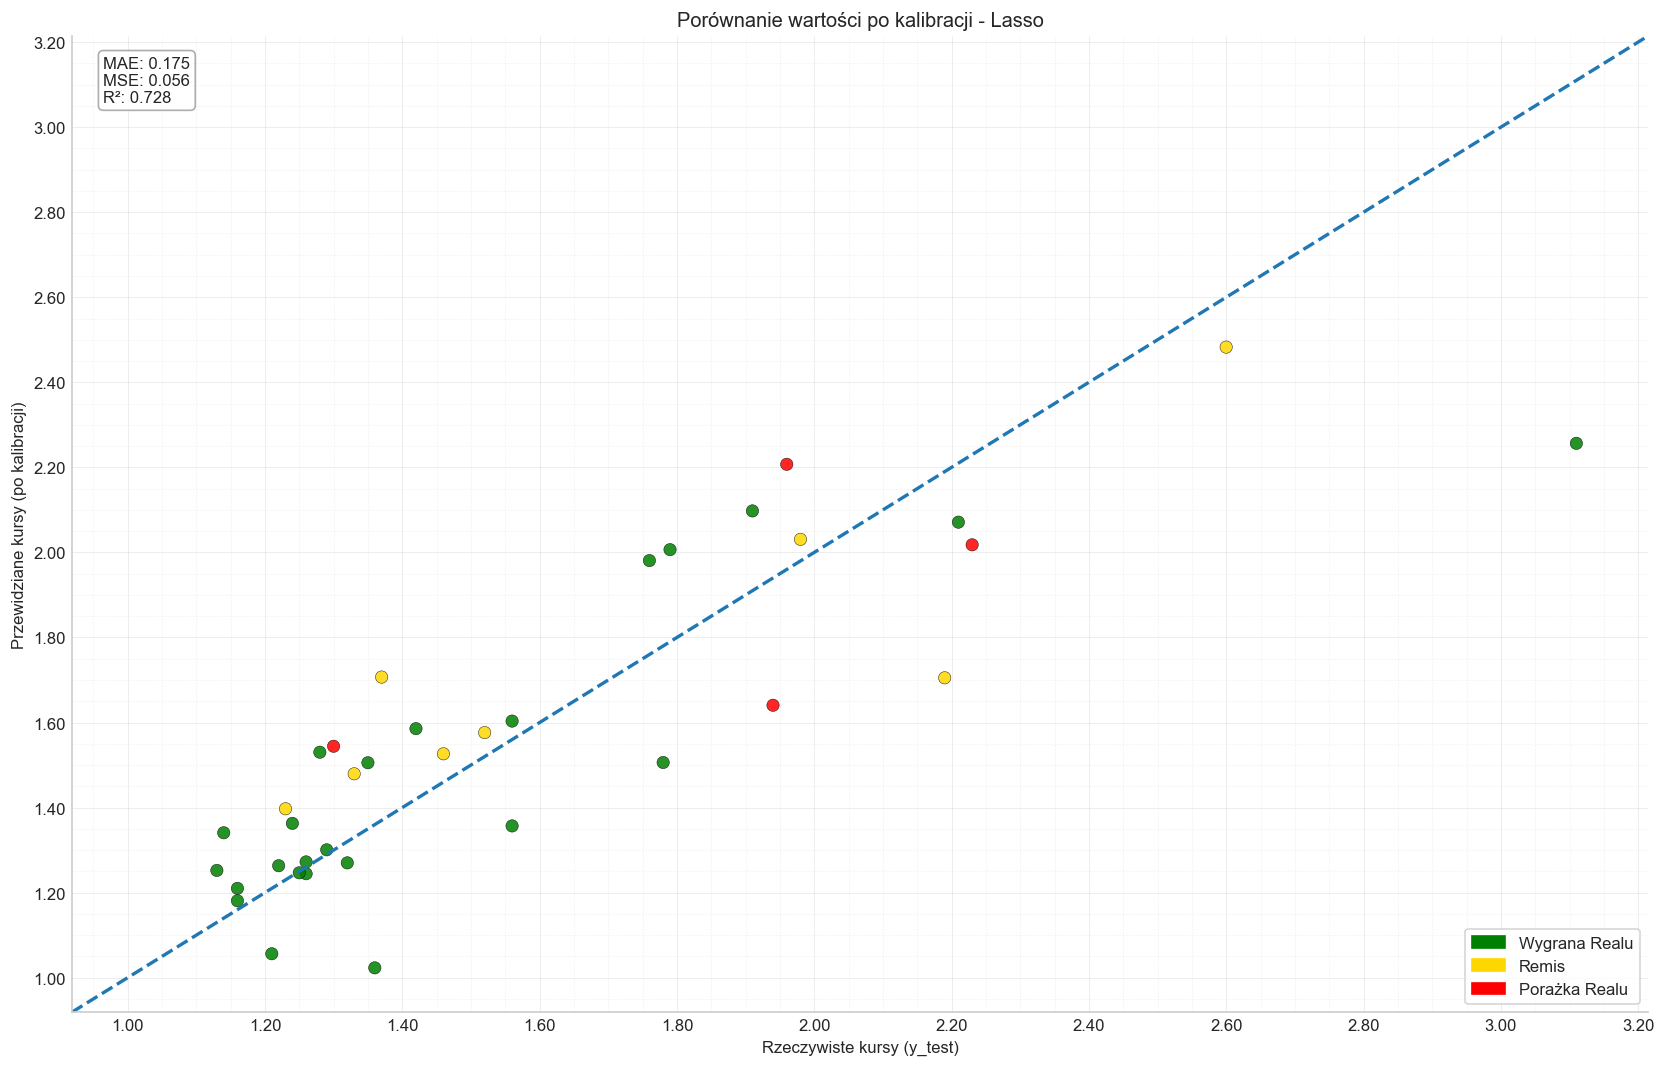 Porównanie wartości po kalibracji - Lasso
MAE: 0.175
MSE: 0.056
R²: 0.728
Przewidziane kursy (po kalibracji)
3.20
3.00
2.80
2.60
2.40
2.20
2.00
1.80
1.60
1.40
1.20
1.00
1.00 1.20 1.40 1.60 1.80 2.00 2.20 2.40 2.60 2.80 3.00 3.20
Rzeczywiste kursy (y_test)
Wygrana Realu
Remis
Porażka Realu